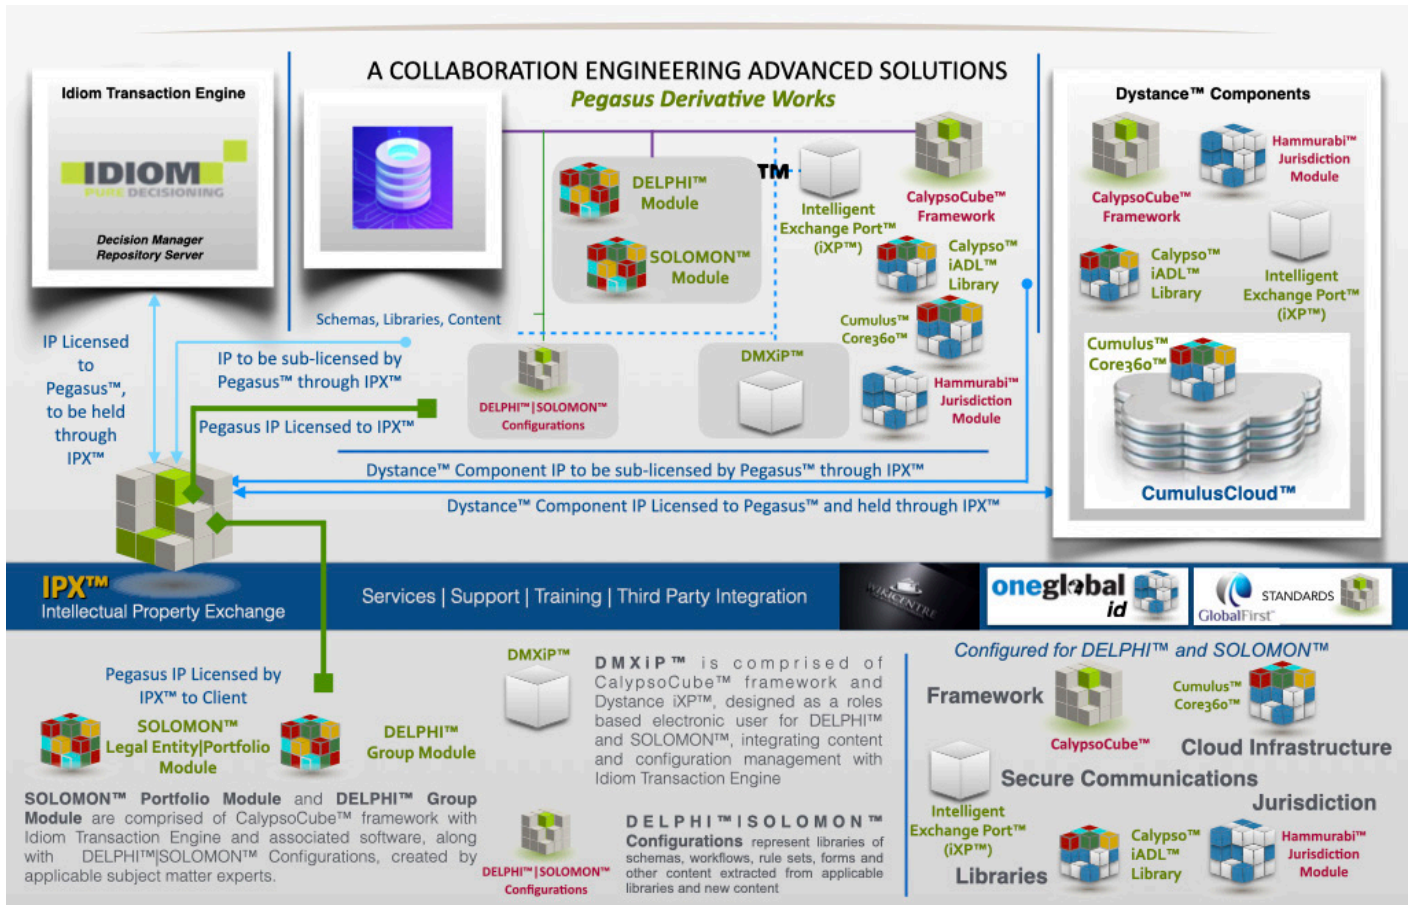 A COLLABORATION ENGINEERING ADVANCED SOLUTIONS
Pegasus Derivative Works
Idiom Transaction Engine
IDIOM
PURE DECISIONING
Decision Manager
Repository Server
Schemas, Libraries, Content
DELPHI™
Module
SOLOMON™
Module
TM
Intelligent
Exchange Port™
(iXP™)
CalypsoCube™
Framework
Calypso™
iADL™
Library
Cumulus™
Core360™
Hammurabi™
Jurisdiction
Module
DELPHI™|SOLOMON™
Configurations
DMXiP™
Dystance™ Components
CalypsoCube™
Framework
Hammurabi™
Jurisdiction
Module
Calypso™
iADL™
Library
Intelligent
Exchange Port™
(iXP™)
Cumulus™
Core360™
CumulusCloud™
IP Licensed
to
Pegasus™,
to be held
through
IPX™
IP to be sub-licensed by
Pegasus™ through IPX™
Pegasus IP Licensed to IPX™
Dystance™ Component IP to be sub-licensed by Pegasus™ through IPX™
Dystance™ Component IP Licensed to Pegasus™ and held through IPX™
IPX™
Intellectual Property Exchange
Services | Support | Training | Third Party Integration
WIKICENTRE
oneglobal
id
GlobalFirst™
STANDARDS
Pegasus IP Licensed by
IPX™ to Client
SOLOMON™
Legal Entity|Portfolio
Module
DELPHI™
Group Module
SOLOMON™ Portfolio Module and DELPHI™ Group
Module are comprised of CalypsoCube™ framework with
Idiom Transaction Engine and associated software, along
with DELPHI™|SOLOMON™ Configurations, created by
applicable subject matter experts.
DMXiP™
DMXiP™ is comprised of
CalypsoCube™ framework and
Dystance iXP™, designed as a roles
based electronic user for DELPHI™
and SOLOMON™, integrating content
and configuration management with
Idiom Transaction Engine
DELPHI™|SOLOMON™
Configurations
DELPHI™|SOLOMON™
Configurations represent libraries of
schemas, workflows, rule sets, forms and
other content extracted from applicable
libraries and new content
Configured for DELPHI™ and SOLOMON™
Framework
CalypsoCube™
Cumulus™
Core360™
Cloud Infrastructure
Secure Communications
Intelligent
Exchange Port™
(iXP™)
Jurisdiction
Libraries
Calypso™
iADL™
Library
Hammurabi™
Jurisdiction
Module